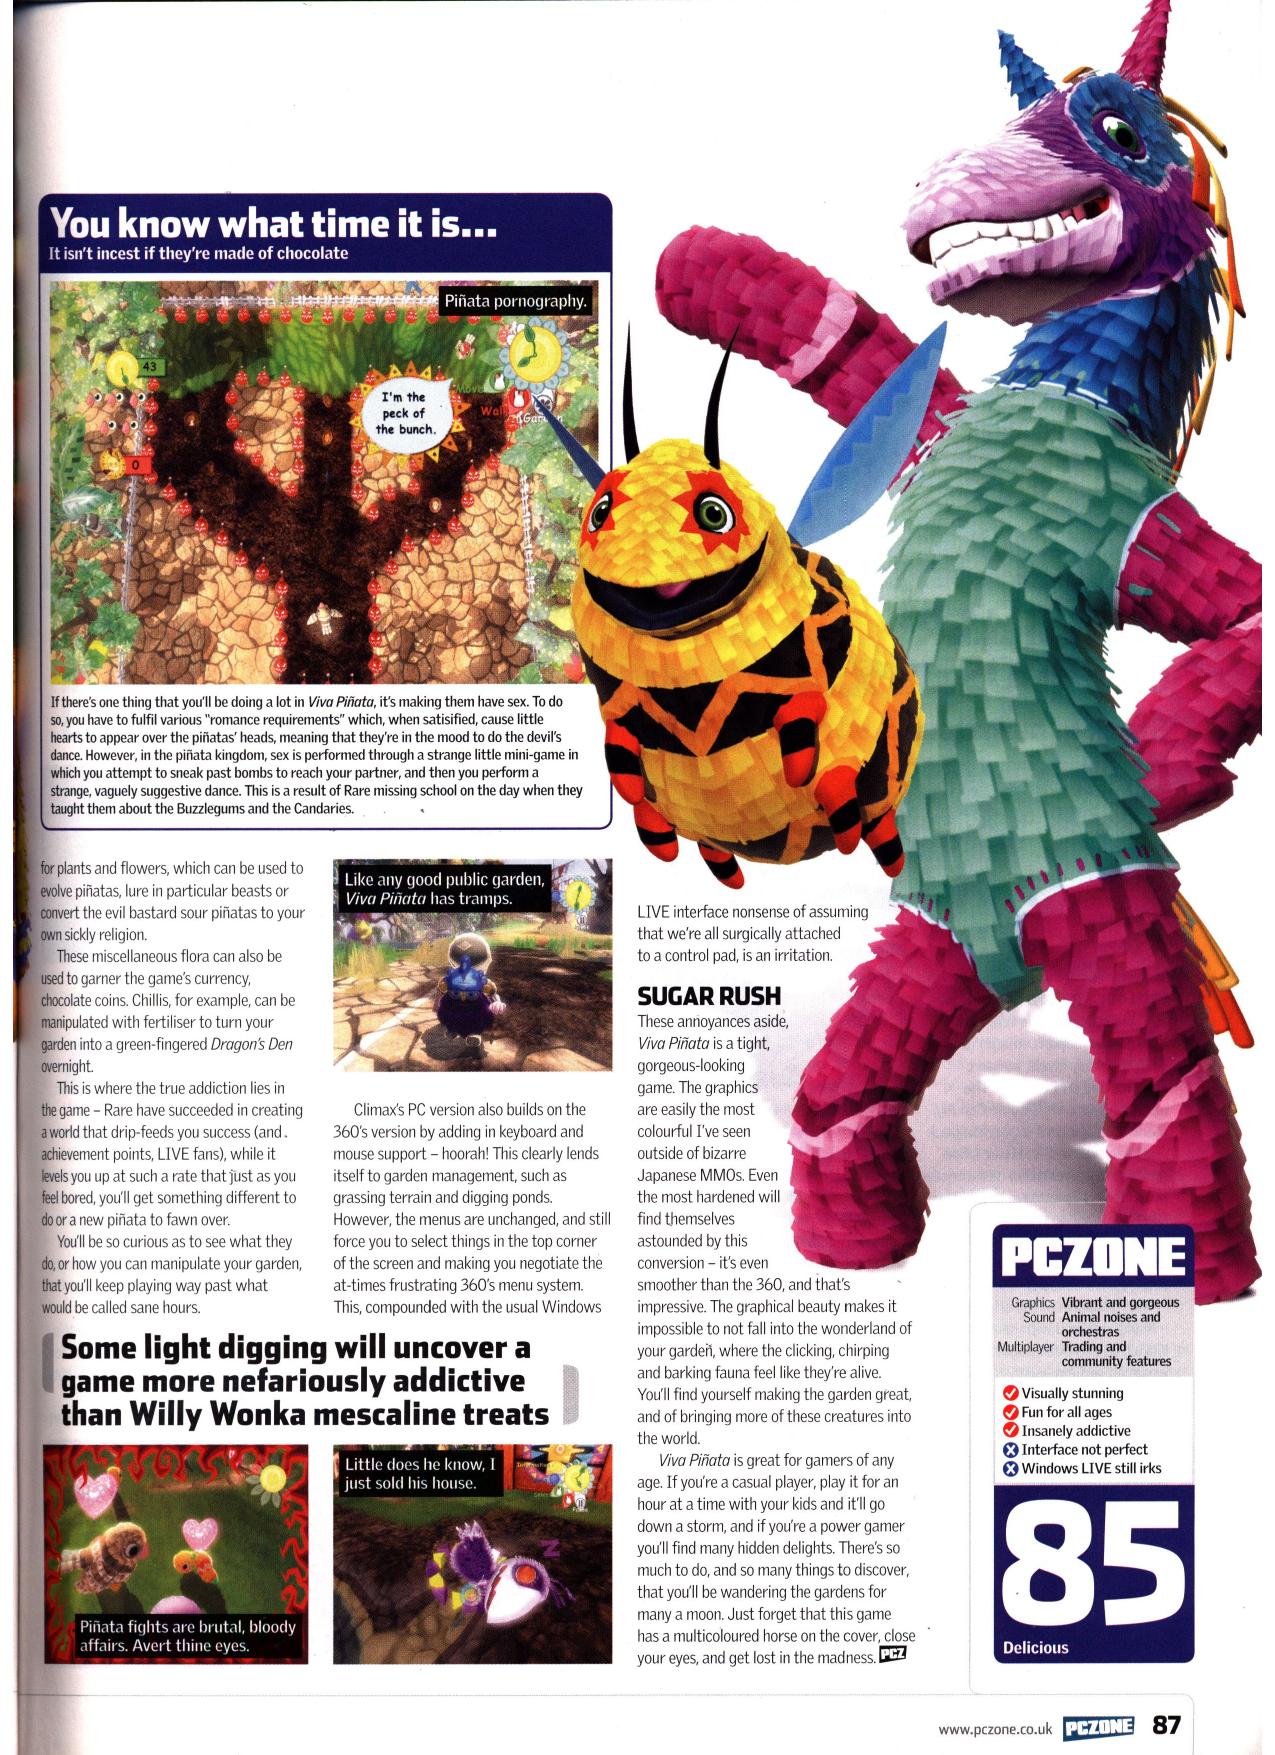 You know what time it is...
It isn't incest if they're made of chocolate
Piñata pornography.
43
I'm the
peck of
the bunch.
Move
Walk
Garden
0
If there's one thing that you'll be doing a lot in Viva Piñata, it's making them have sex. To do
so, you have to fulfil various "romance requirements" which, when satisified, cause little
hearts to appear over the piñatas' heads, meaning that they're in the mood to do the devil's
dance. However, in the piñata kingdom, sex is performed through a strange little mini-game in
which you attempt to sneak past bombs to reach your partner, and then you perform a
strange, vaguely suggestive dance. This is a result of Rare missing school on the day when they
taught them about the Buzzlegums and the Candaries.
for plants and flowers, which can be used to
evolve piñatas, lure in particular beasts or
convert the evil bastard sour piñatas to your
own sickly religion.
These miscellaneous flora can also be
used to garner the game's currency,
chocolate coins. Chillis, for example, can be
manipulated with fertiliser to turn your
garden into a green-fingered Dragon's Den
overnight.
This is where the true addiction lies in
the game – Rare have succeeded in creating
a world that drip-feeds you success (and
achievement points, LIVE fans), while it
levels you up at such a rate that just as you
feel bored, you'll get something different to
do or a new piñata to fawn over.
You'll be so curious as to see what they
do, or how you can manipulate your garden,
that you'll keep playing way past what
would be called sane hours.
Like any good public garden,
Viva Piñata has tramps.
Climax's PC version also builds on the
360's version by adding in keyboard and
mouse support – hoorah! This clearly lends
itself to garden management, such as
grassing terrain and digging ponds.
However, the menus are unchanged, and still
force you to select things in the top corner
of the screen and making you negotiate the
at-times frustrating 360's menu system.
This, compounded with the usual Windows
Some light digging will uncover a
game more nefariously addictive
than Willy Wonka mescaline treats
Piñata fights are brutal, bloody
affairs. Avert thine eyes.
Little does he know, I
just sold his house.
Z
LIVE interface nonsense of assuming
that we're all surgically attached
to a control pad, is an irritation.
SUGAR RUSH
These annoyances aside,
Viva Piñata is a tight,
gorgeous-looking
game. The graphics
are easily the most
colourful I've seen
outside of bizarre
Japanese MMOs. Even
the most hardened will
find themselves
astounded by this
conversion – it's even
smoother than the 360, and that's
impressive. The graphical beauty makes it
impossible to not fall into the wonderland of
your garden, where the clicking, chirping
and barking fauna feel like they're alive.
You'll find yourself making the garden great,
and of bringing more of these creatures into
the world.
Viva Piñata is great for gamers of any
age. If you're a casual player, play it for an
hour at a time with your kids and it'll go
down a storm, and if you're a power gamer
you'll find many hidden delights. There's so
much to do, and so many things to discover,
that you'll be wandering the gardens for
many a moon. Just forget that this game
has a multicoloured horse on the cover, close
your eyes, and get lost in the madness. PCZ
PCZONE
Graphics Vibrant and gorgeous
Sound Animal noises and
orchestras
Multiplayer Trading and
community features
Visually stunning
Fun for all ages
Insanely addictive
Interface not perfect
Windows LIVE still irks
85
Delicious
www.pczone.co.uk PCZONE 87